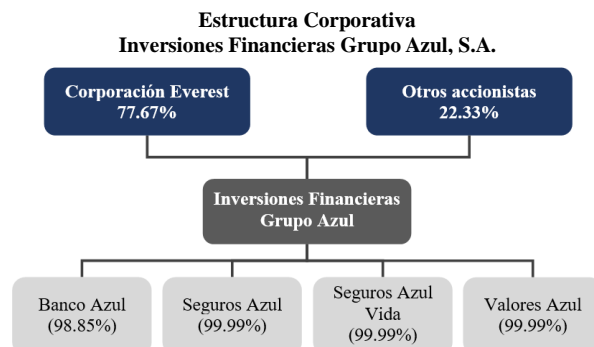 Estructura Corporativa
Inversiones Financieras Grupo Azul, S.A.
Corporación Everest
77.67%
Otros accionistas
22.33%
Inversiones Financieras
Grupo Azul
Banco Azul
(98.85%)
Seguros Azul
(99.99%)
Seguros Azul
Vida
(99.99%)
Valores Azul
(99.99%)